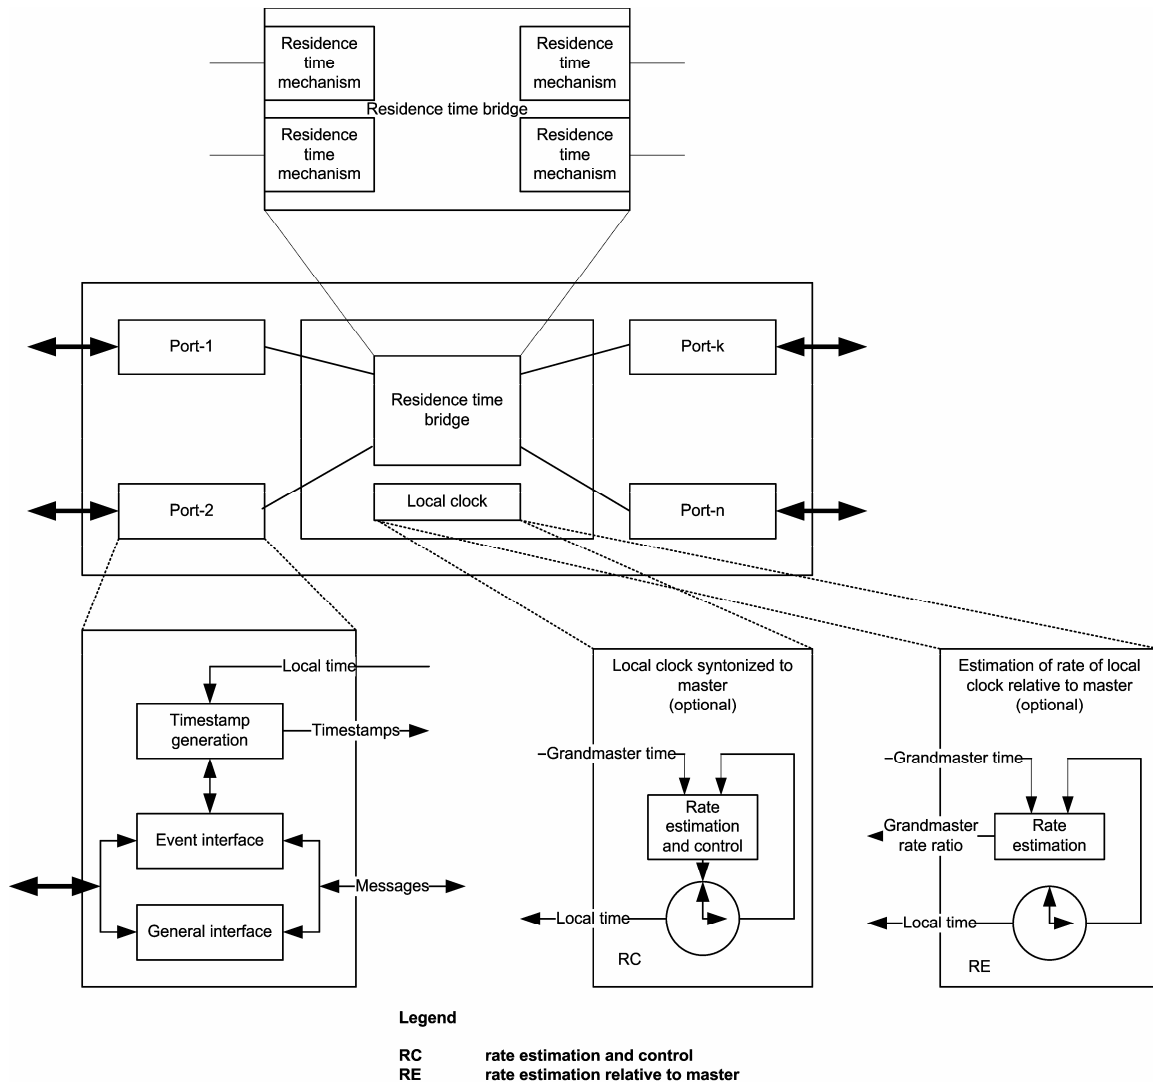 Residence
time
mechanism
Residence
time
mechanism
Residence time bridge
Residence
time
mechanism
Residence
time
mechanism
Port-1
Port-k
Residence time
bridge
Port-2
Local clock
Port-n
Local time
Timestamp
generation
Timestamps
Event interface
Messages
General interface
Local clock syntonized to
master
(optional)
Grandmaster time
Rate
estimation
and control
Local time
RC
Estimation of rate of local
clock relative to master
(optional)
Grandmaster time
Grandmaster
rate ratio
Rate
estimation
Local time
RE
Legend
RC rate estimation and control
RE rate estimation relative to master